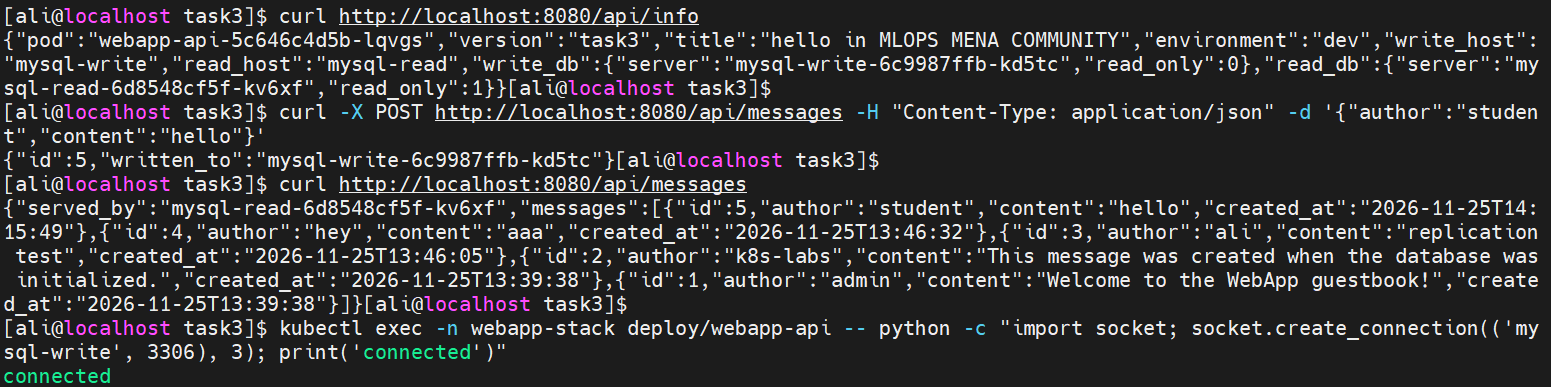 [ali@localhost task3]$ curl http://localhost:8080/api/info
{"pod":"webapp-api-5c646c4d5b-lqvgs","version":"task3","title":"hello in MLOPS MENA COMMUNITY","environment":"dev","write_host":
"mysql-write","read_host":"mysql-read","write_db":{"server":"mysql-write-6c9987ffb-kd5tc","read_only":0},"read_db":{"server":"my
sql-read-6d8548cf5f-kv6xf","read_only":1}}[ali@localhost task3]$
[ali@localhost task3]$ curl -X POST http://localhost:8080/api/messages -H "Content-Type: application/json" -d '{"author":"studen
t","content":"hello"}'
{"id":5,"written_to":"mysql-write-6c9987ffb-kd5tc"}[ali@localhost task3]$
[ali@localhost task3]$ curl http://localhost:8080/api/messages
{"served_by":"mysql-read-6d8548cf5f-kv6xf","messages":[{"id":5,"author":"student","content":"hello","created_at":"2026-11-25T14:
15:49"},{"id":4,"author":"hey","content":"aaa","created_at":"2026-11-25T13:46:32"},{"id":3,"author":"ali","content":"replication
 test","created_at":"2026-11-25T13:46:05"},{"id":2,"author":"k8s-labs","content":"This message was created when the database was
 initialized.","created_at":"2026-11-25T13:39:38"},{"id":1,"author":"admin","content":"Welcome to the WebApp guestbook!","create
d_at":"2026-11-25T13:39:38"}]}[ali@localhost task3]$
[ali@localhost task3]$ kubectl exec -n webapp-stack deploy/webapp-api -- python -c "import socket; socket.create_connection(('my
sql-write', 3306), 3); print('connected')"
connected